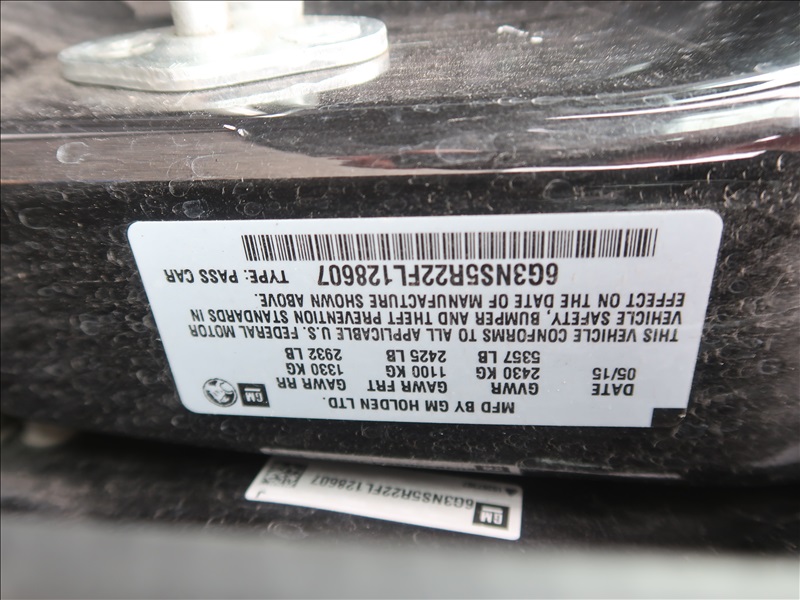 MFD BY GM HOLDEN LTD.
GM
DATE GVWR GAWR FRT GAWR RR
05/15 2430 KG 1100 KG 1330 KG
5357 LB 2425 LB 2932 LB
THIS VEHICLE CONFORMS TO ALL APPLICABLE U.S. FEDERAL MOTOR
VEHICLE SAFETY, BUMPER AND THEFT PREVENTION STANDARDS IN
EFFECT ON THE DATE OF MANUFACTURE SHOWN ABOVE.
6G3NS5R22FL128607 TYPE: PASS CAR
GM
6G3NS5R22FL128607